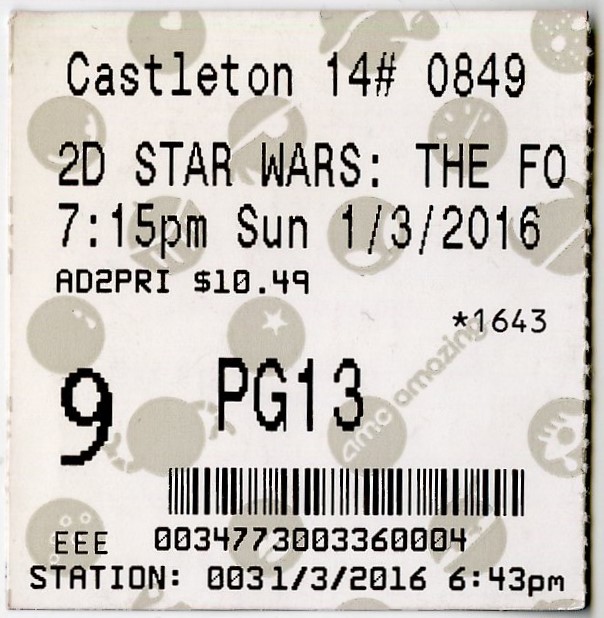 Castleton 14# 0849
2D STAR WARS: THE FO
7:15pm Sun 1/3/2016
AD2PRI $10.49
*1643
9 PG13
amc amazing
EEE 0034773003360004
STATION: 0031/3/2016 6:43pm